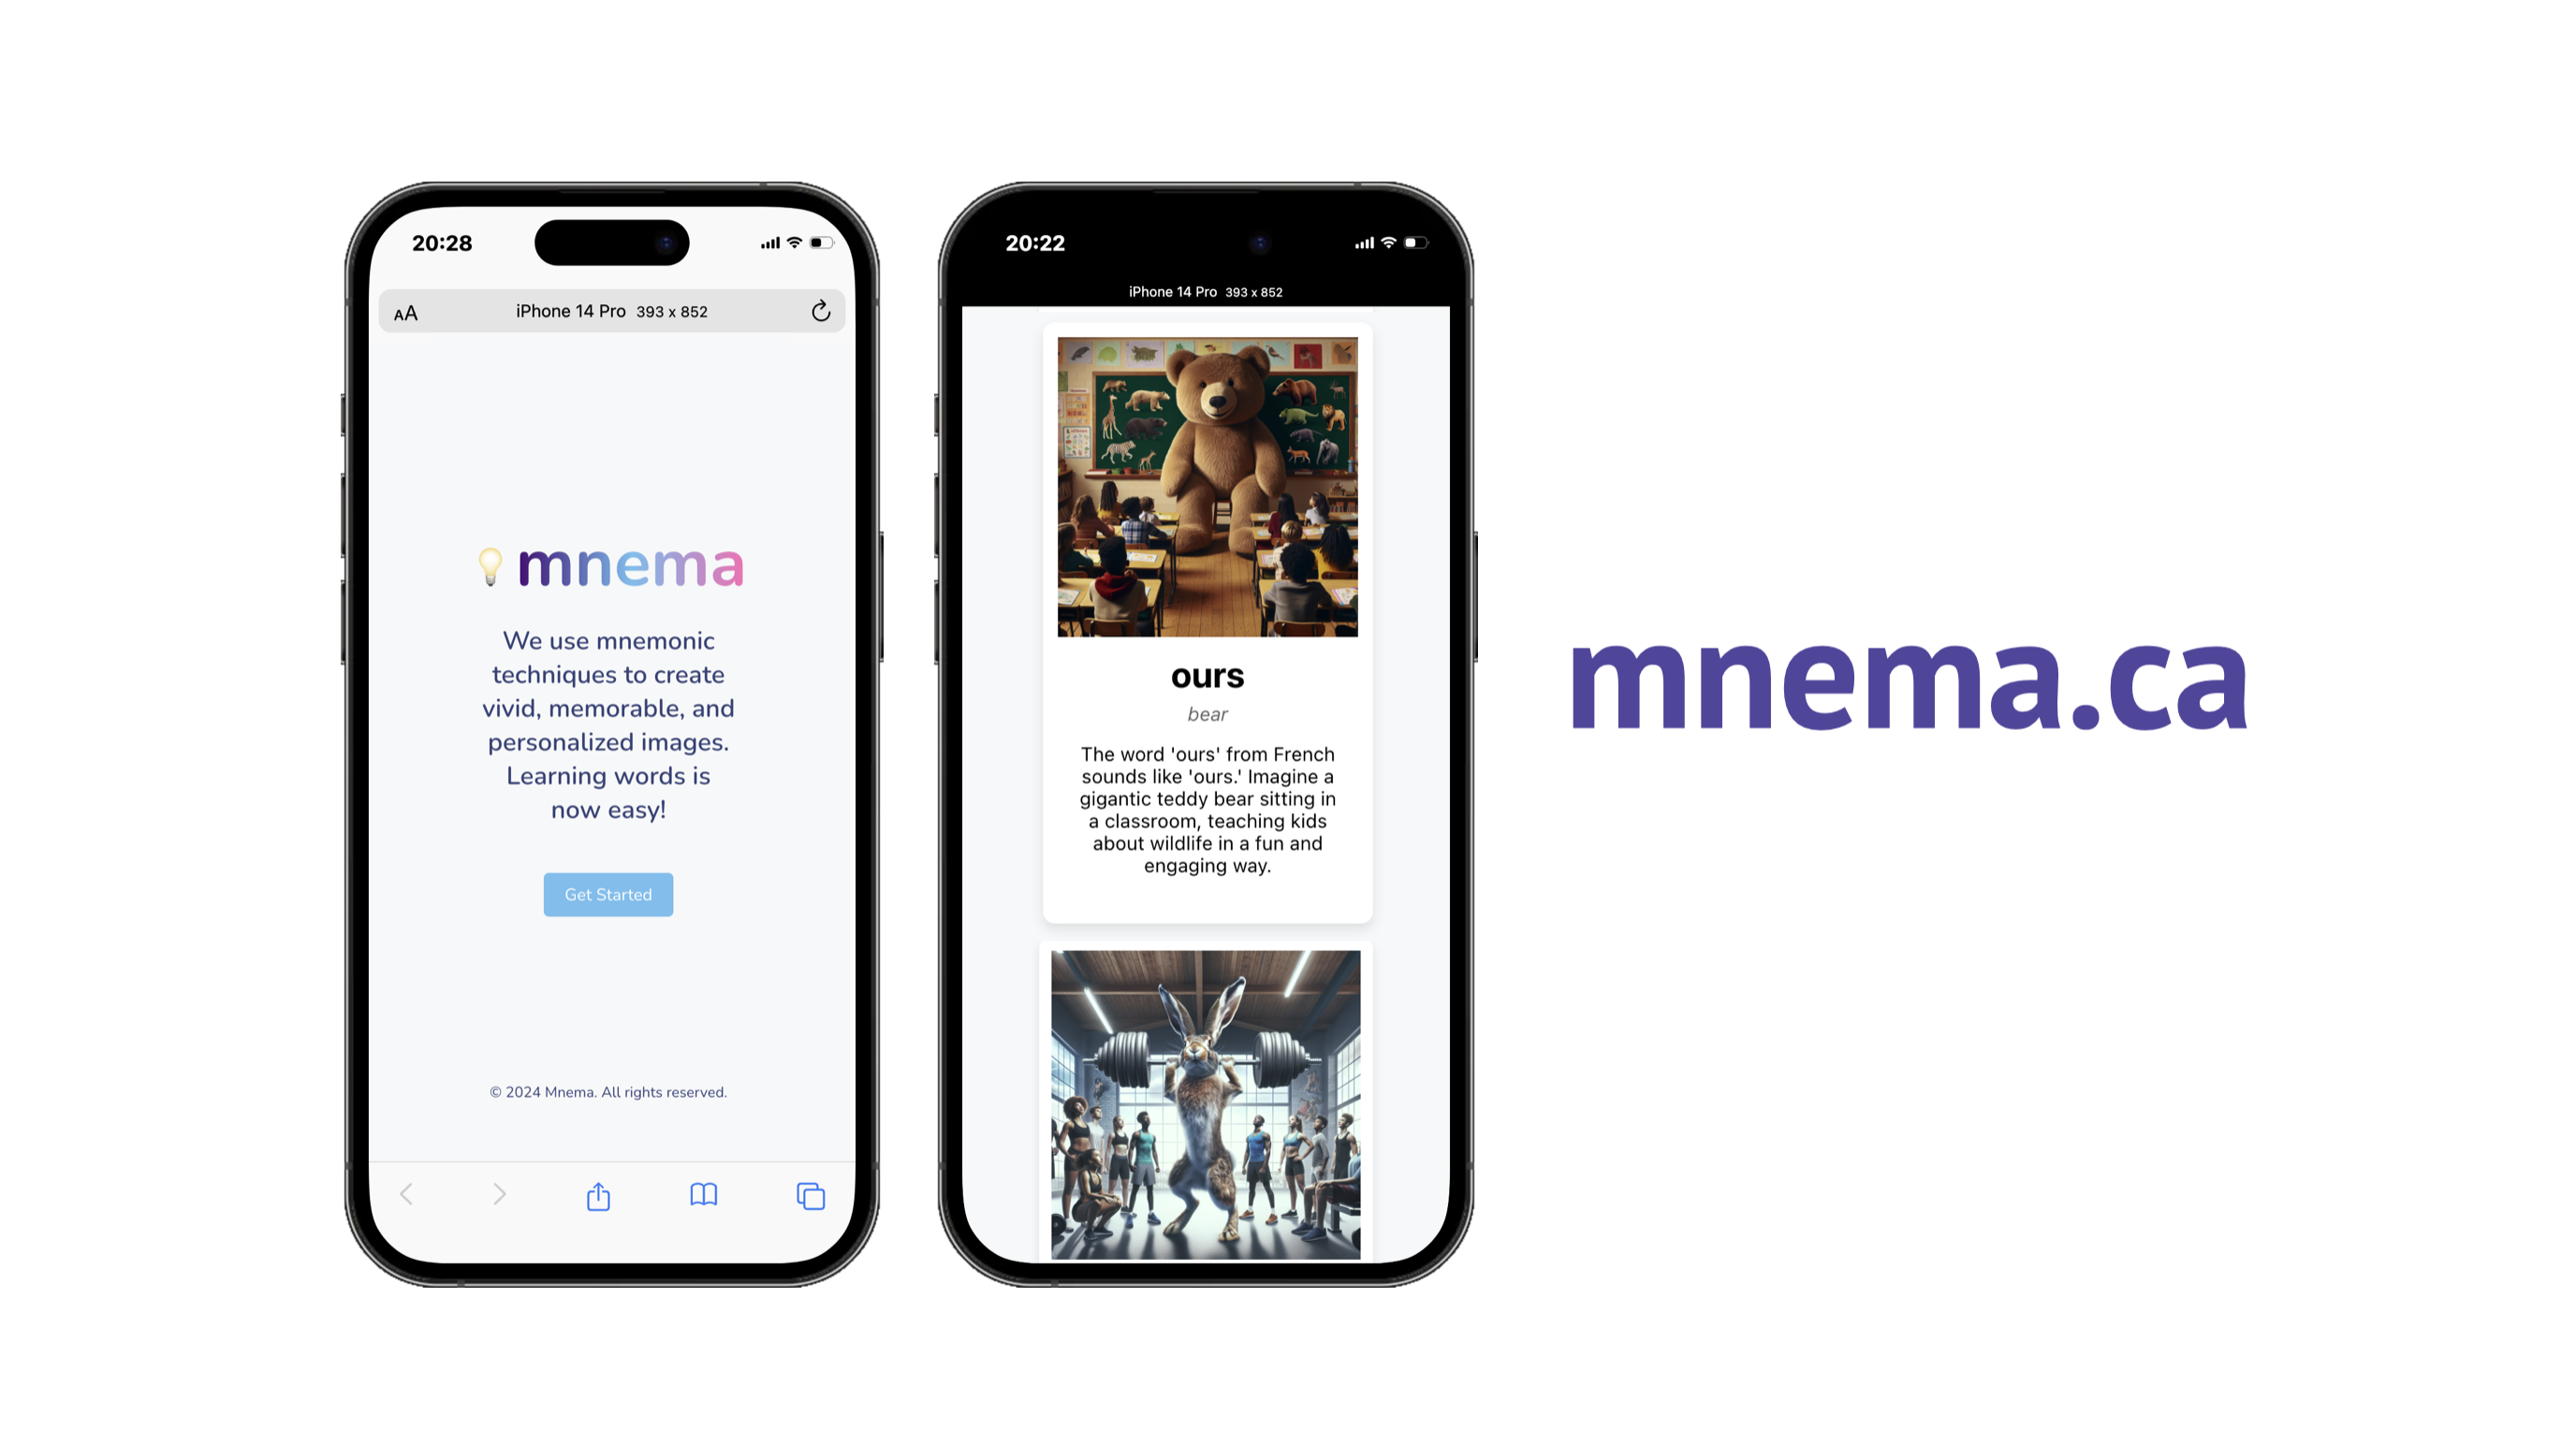 20:28
AA iPhone 14 Pro 393 x 852
mnema
We use mnemonic
techniques to create
vivid, memorable, and
personalized images.
Learning words is
now easy!
Get Started
© 2024 Mnema. All rights reserved.
20:22
iPhone 14 Pro 393 x 852
ours
bear
The word 'ours' from French
sounds like 'ours.' Imagine a
gigantic teddy bear sitting in
a classroom, teaching kids
about wildlife in a fun and
engaging way.
mnema.ca